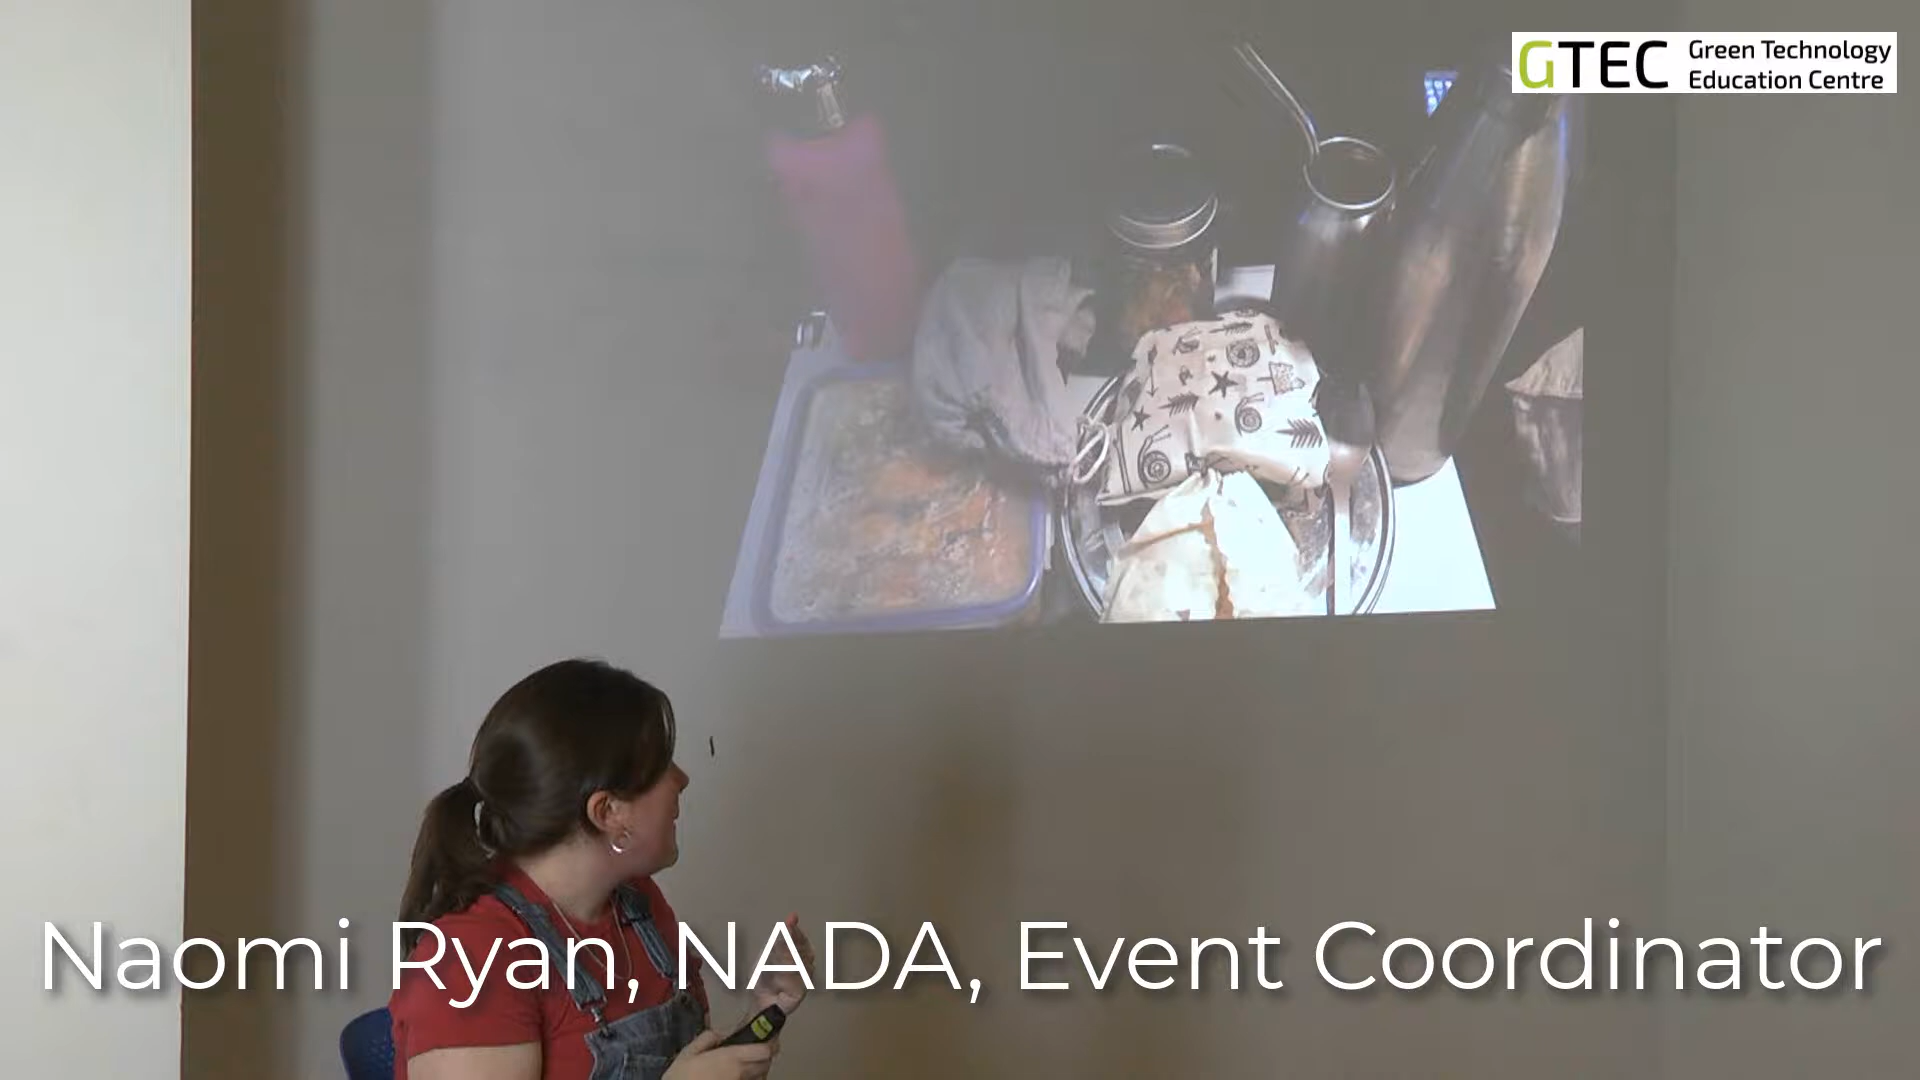 GTEC
Green Technology
Education Centre
Naomi Ryan, NADA, Event Coordinator